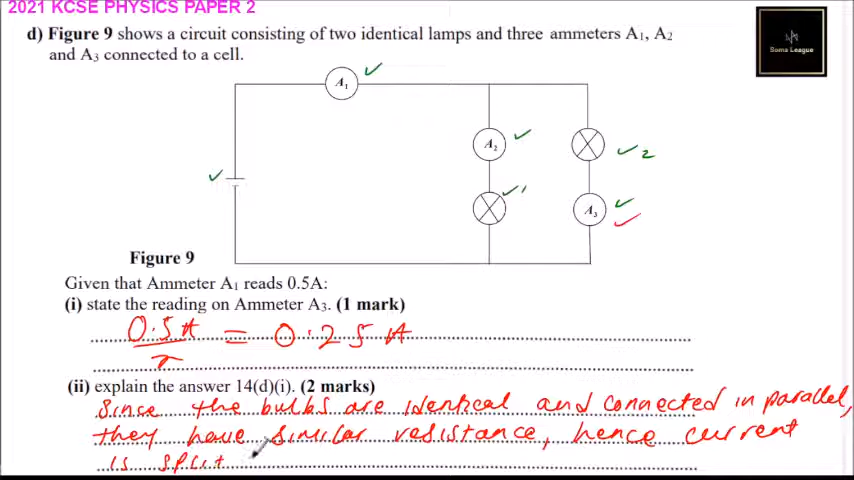 2021 KCSE PHYSICS PAPER 2
d) Figure 9 shows a circuit consisting of two identical lamps and three ammeters A1, A2
and A3 connected to a cell.
Soma League
A1
A2
2
1
A3
Figure 9
Given that Ammeter A1 reads 0.5A:
(i) state the reading on Ammeter A3. (1 mark)
0.5A = 0.25A
(ii) explain the answer 14(d)(i). (2 marks)
Since the bulbs are identical and connected in parallel,
they have similar resistance, hence current
is split